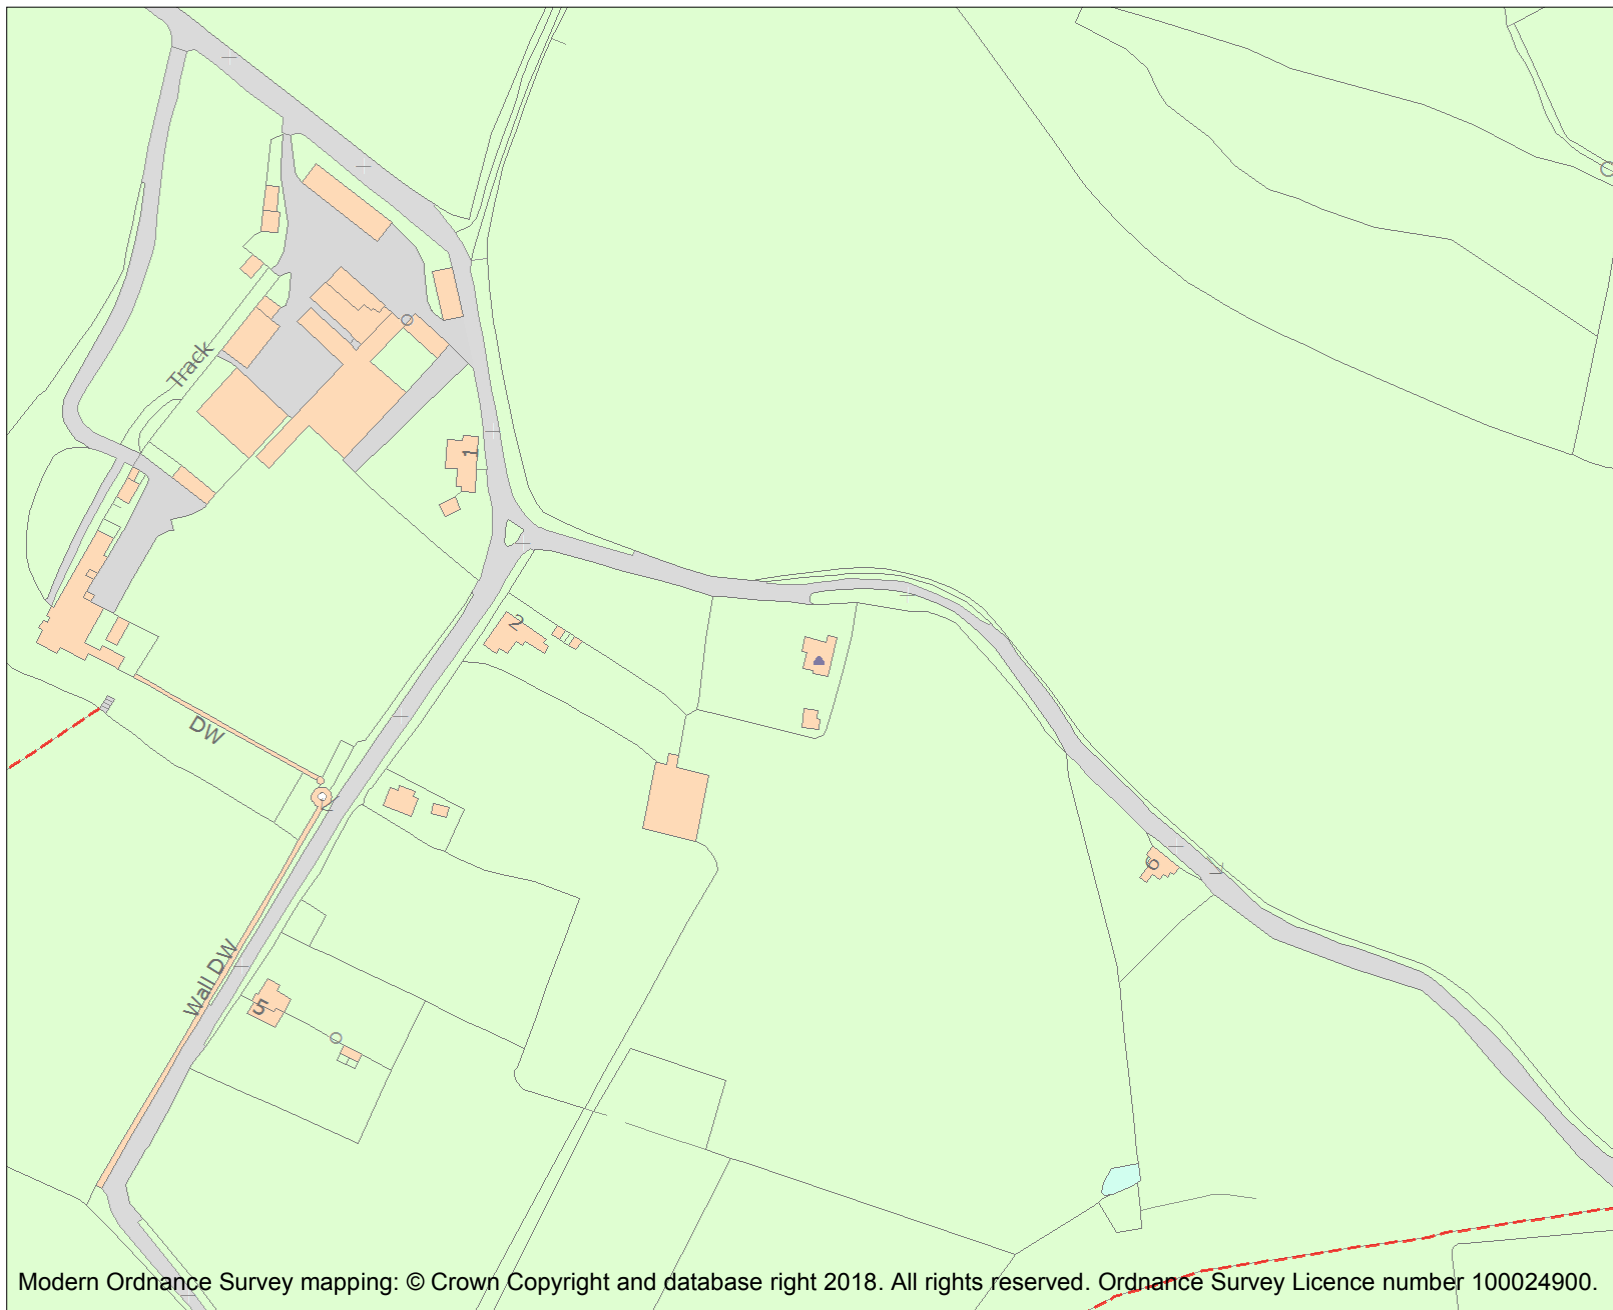 Track
1
2
DW
6
Wall DW
5
Modern Ordnance Survey mapping: © Crown Copyright and database right 2018. All rights reserved. Ordnance Survey Licence number 100024900.